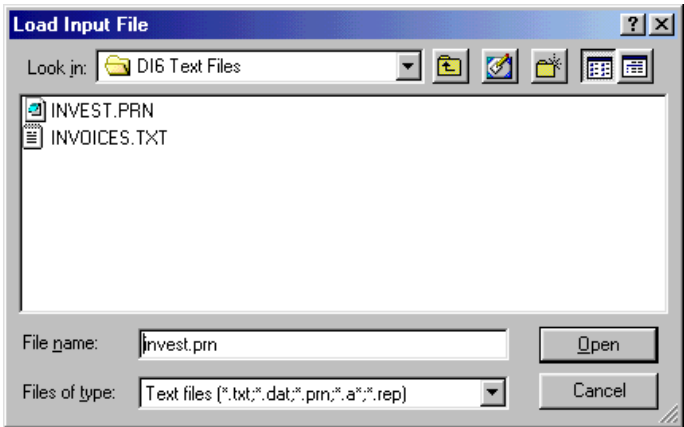 Load Input File
Look in: DI6 Text Files
INVEST.PRN
INVOICES.TXT
File name: invest.prn Open
Files of type: Text files (*.txt;*.dat;*.prn;*.a*;*.rep) Cancel